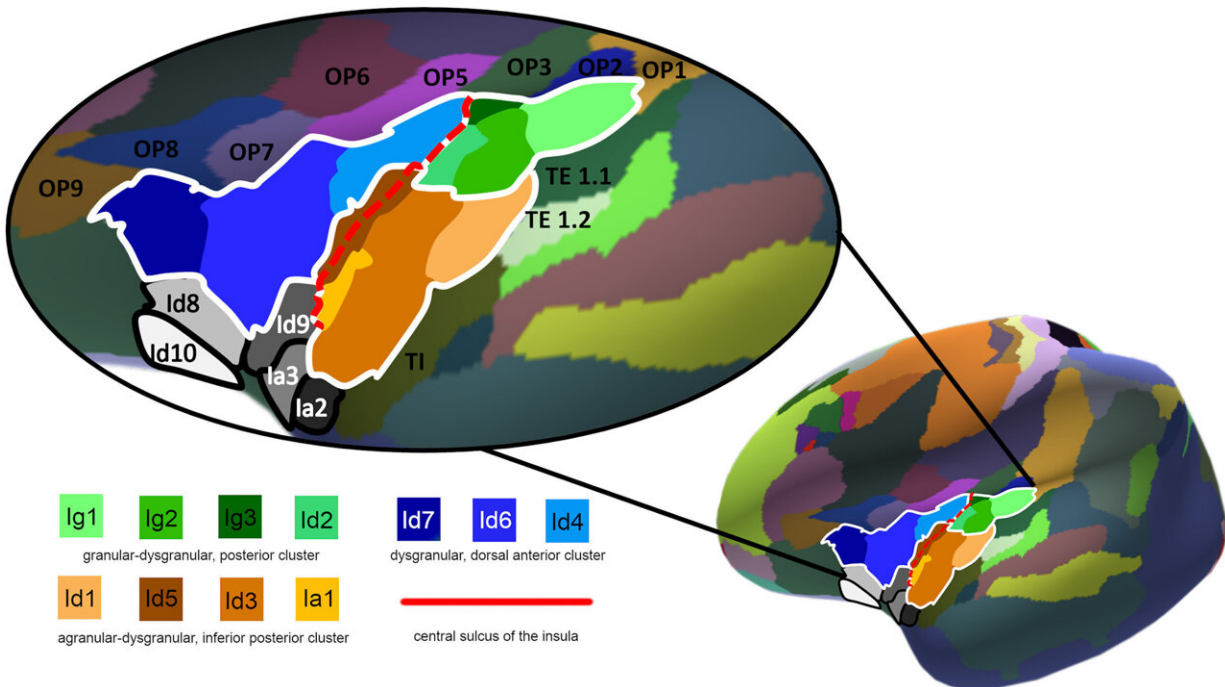 OP6
OP5
OP3
OP2
OP1
OP8
OP7
OP9
TE 1.1
TE 1.2
Id8
Id9
Id10
Ia3
TI
Ia2
Ig1
Ig2
Ig3
Id2
Id7
Id6
Id4
granular-dysgranular, posterior cluster
dysgranular, dorsal anterior cluster
Id1
Id5
Id3
Ia1
agranular-dysgranular, inferior posterior cluster
central sulcus of the insula